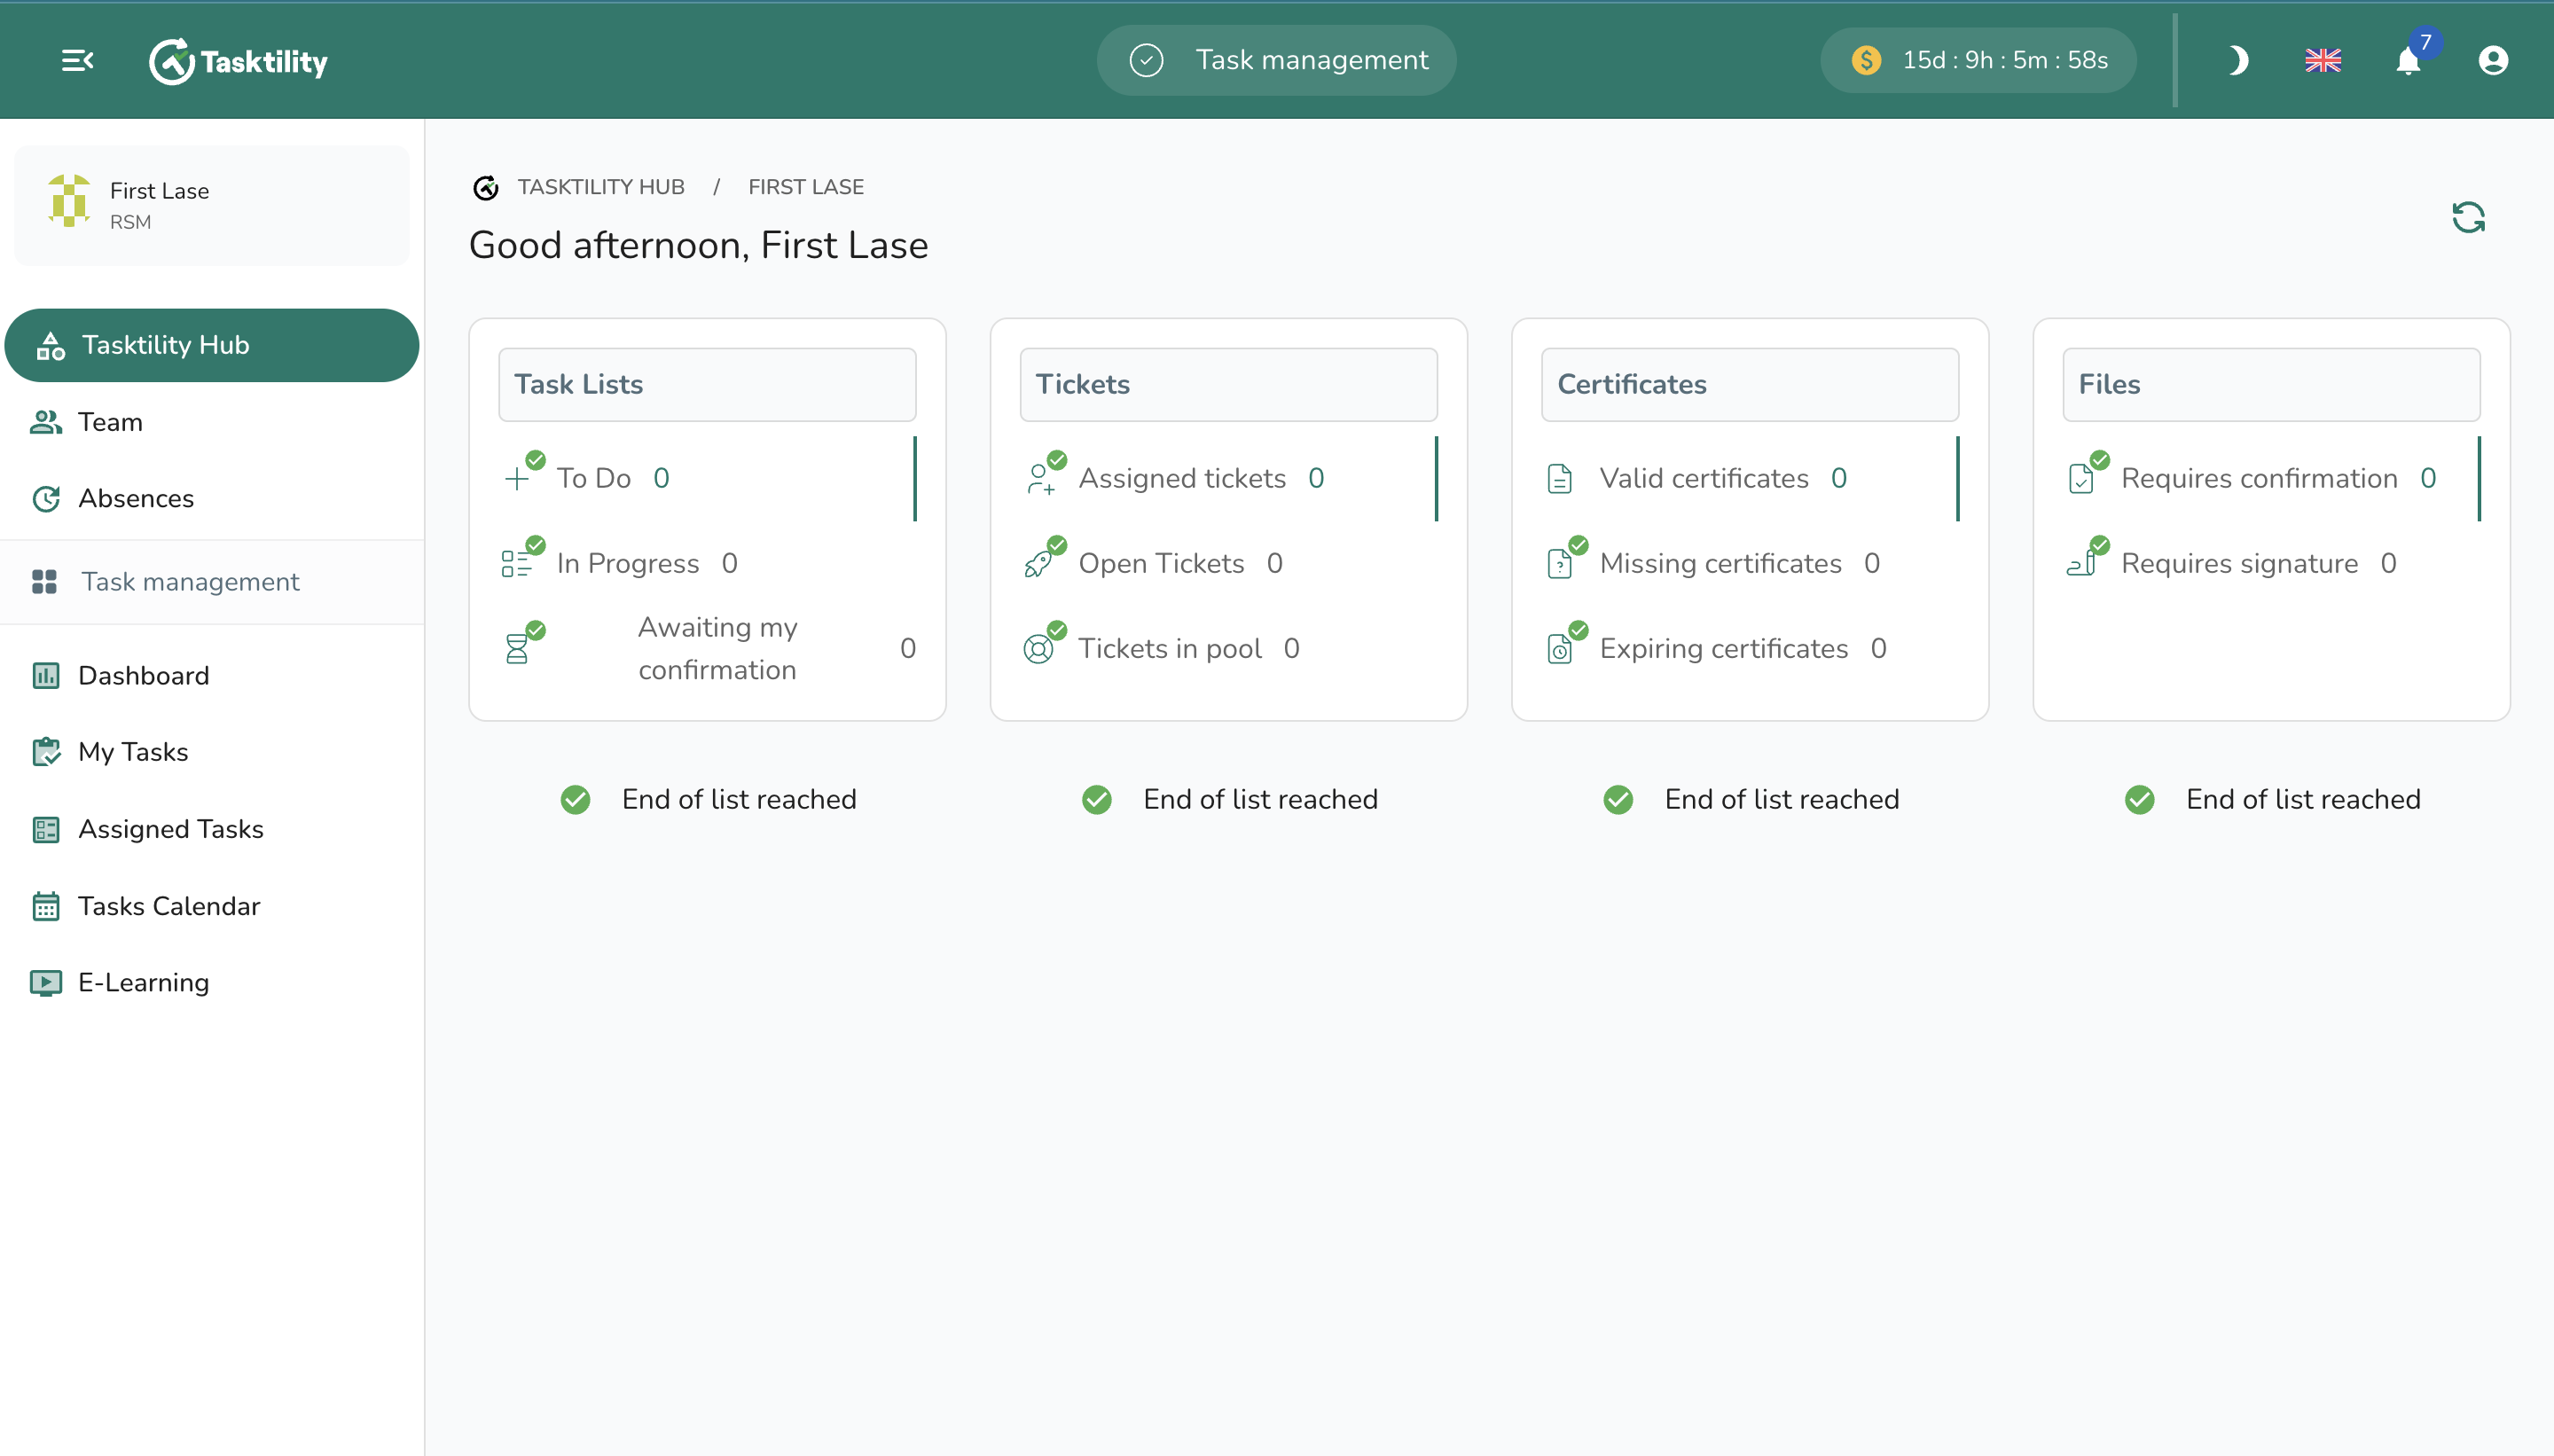 Tasktility
Task management
15d : 9h : 5m : 58s
7
First Lase
RSM
Tasktility Hub
Team
Absences
Task management
Dashboard
My Tasks
Assigned Tasks
Tasks Calendar
E-Learning
TASKTILITY HUB / FIRST LASE
Good afternoon, First Lase
Task Lists
To Do 0
In Progress 0
Awaiting my
confirmation 0
End of list reached
Tickets
Assigned tickets 0
Open Tickets 0
Tickets in pool 0
End of list reached
Certificates
Valid certificates 0
Missing certificates 0
Expiring certificates 0
End of list reached
Files
Requires confirmation 0
Requires signature 0
End of list reached